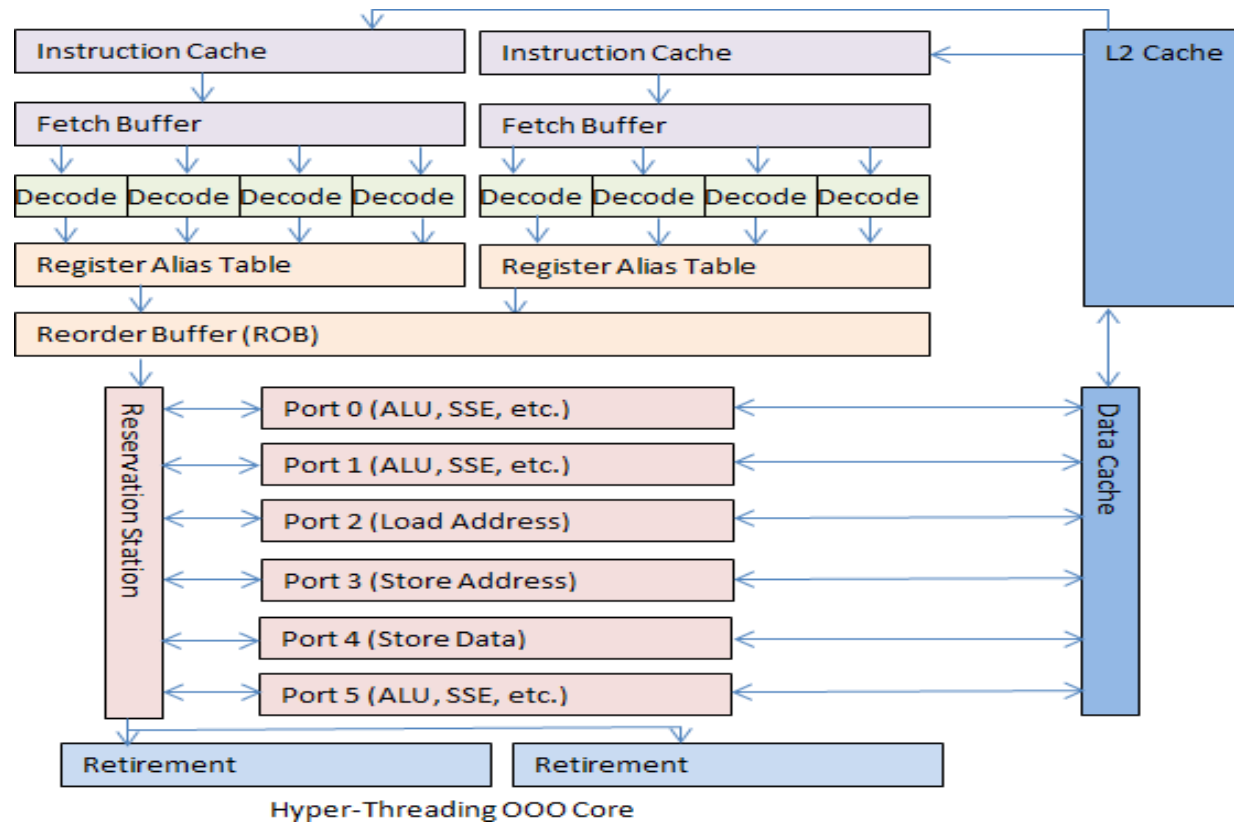 Instruction Cache
Instruction Cache
L2 Cache
Fetch Buffer
Fetch Buffer
Decode Decode Decode Decode
Decode Decode Decode Decode
Register Alias Table
Register Alias Table
Reorder Buffer (ROB)
Reservation Station
Port 0 (ALU, SSE, etc.)
Port 1 (ALU, SSE, etc.)
Port 2 (Load Address)
Port 3 (Store Address)
Port 4 (Store Data)
Port 5 (ALU, SSE, etc.)
Data Cache
Retirement
Retirement
Hyper-Threading OOO Core